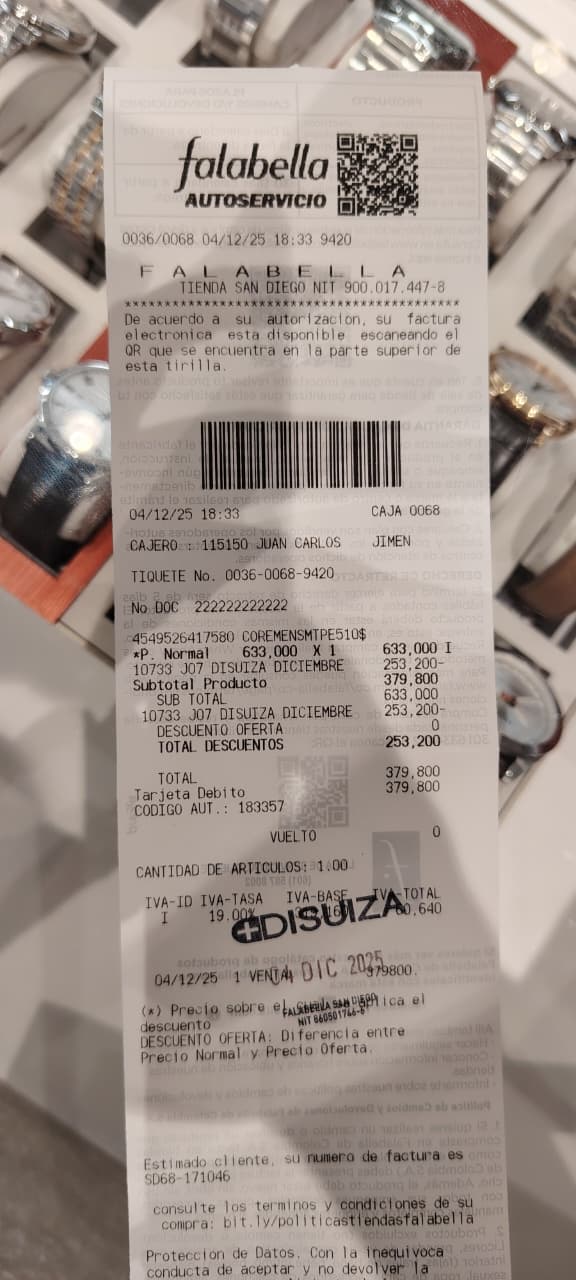 falabella
AUTOSERVICIO
0036/0068 04/12/25 18:33 9420
F A L A B E L L A
TIENDA SAN DIEGO NIT 900.017.447-8
**************************************************
De acuerdo a su autorizacion, su factura
electronica esta disponible escaneando el
QR que se encuentra en la parte superior de
esta tirilla.
04/12/25 18:33 CAJA 0068
CAJERO : 115150 JUAN CARLOS JIMEN
TIQUETE No. 0036-0068-9420
No DOC 222222222222
4549526417580 COREMENSMTPE510$
*P. Normal 633,000 X 1 633,000 I
10733 J07 DISUIZA DICIEMBRE 253,200-
Subtotal Producto 379,800
SUB TOTAL 633,000
10733 J07 DISUIZA DICIEMBRE 253,200-
DESCUENTO OFERTA 0
TOTAL DESCUENTOS 253,200
TOTAL 379,800
Tarjeta Debito 379,800
CODIGO AUT.: 183357
VUELTO 0
CANTIDAD DE ARTICULOS: 1.00
IVA-ID IVA-TASA IVA-BASE IVA-TOTAL
I 19.00% 60,640
DISUIZA
04/12/25 1 VENTA 379800.
04 DIC 2025
FALABELLA SAN DIEGO
NIT 860501766-6
(*) Precio sobre el aplica el
descuento
DESCUENTO OFERTA: Diferencia entre
Precio Normal y Precio Oferta.
Estimado cliente, su numero de factura es
SD68-171046
consulte los terminos y condiciones de su
compra: bit.ly/politicastiendasfalabella
Proteccion de Datos. Con la inequivoca
conducta de aceptar y no devolver la